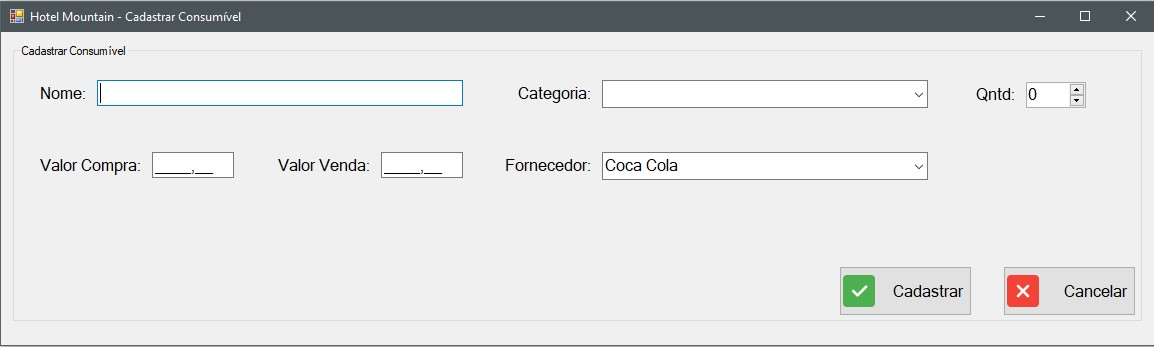 Hotel Mountain - Cadastrar Consumível
Cadastrar Consumível
Nome: Categoria: Qntd: 0
Valor Compra: ____,__ Valor Venda: ____,__ Fornecedor: Coca Cola
Cadastrar Cancelar